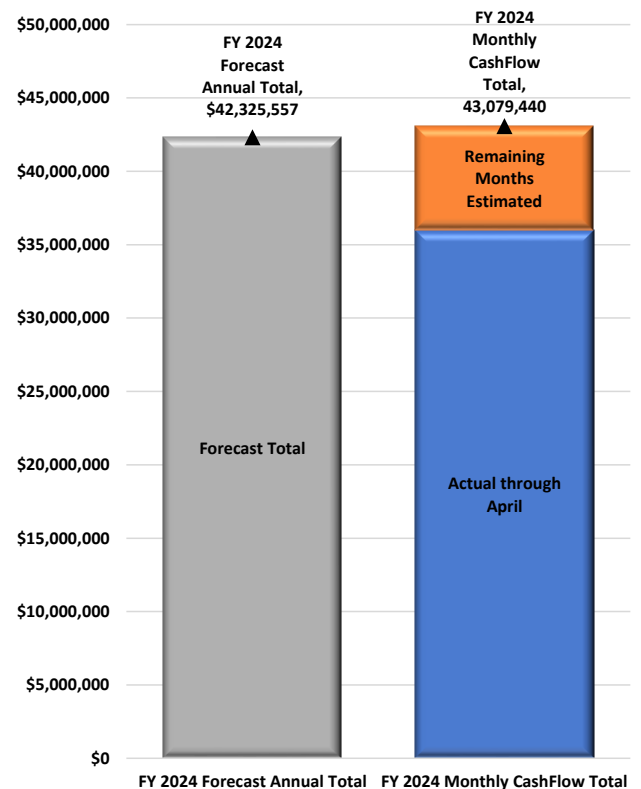 $50,000,000
$45,000,000
$40,000,000
$35,000,000
$30,000,000
$25,000,000
$20,000,000
$15,000,000
$10,000,000
$5,000,000
$0
FY 2024
Forecast
Annual Total,
$42,325,557
FY 2024
Monthly
CashFlow
Total,
43,079,440
Remaining
Months
Estimated
Forecast Total
Actual through
April
FY 2024 Forecast Annual Total
FY 2024 Monthly CashFlow Total